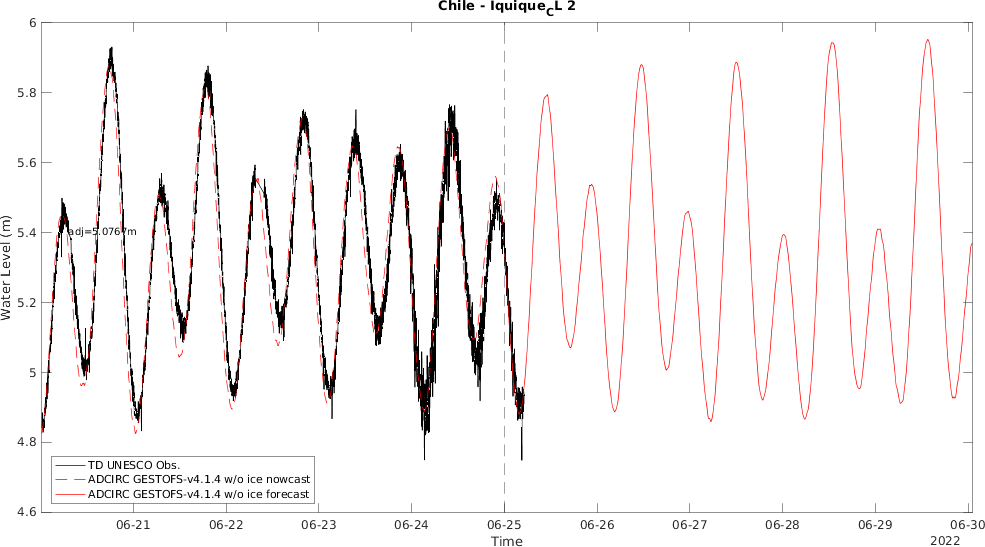 Chile - Iquique_CL 2
6
5.8
5.6
5.4
5.2
5
4.8
4.6
Water Level (m)
adj=5.0767m
TD UNESCO Obs.
ADCIRC GESTOFS-v4.1.4 w/o ice nowcast
ADCIRC GESTOFS-v4.1.4 w/o ice forecast
06-21 06-22 06-23 06-24 06-25 06-26 06-27 06-28 06-29 06-30
Time
2022